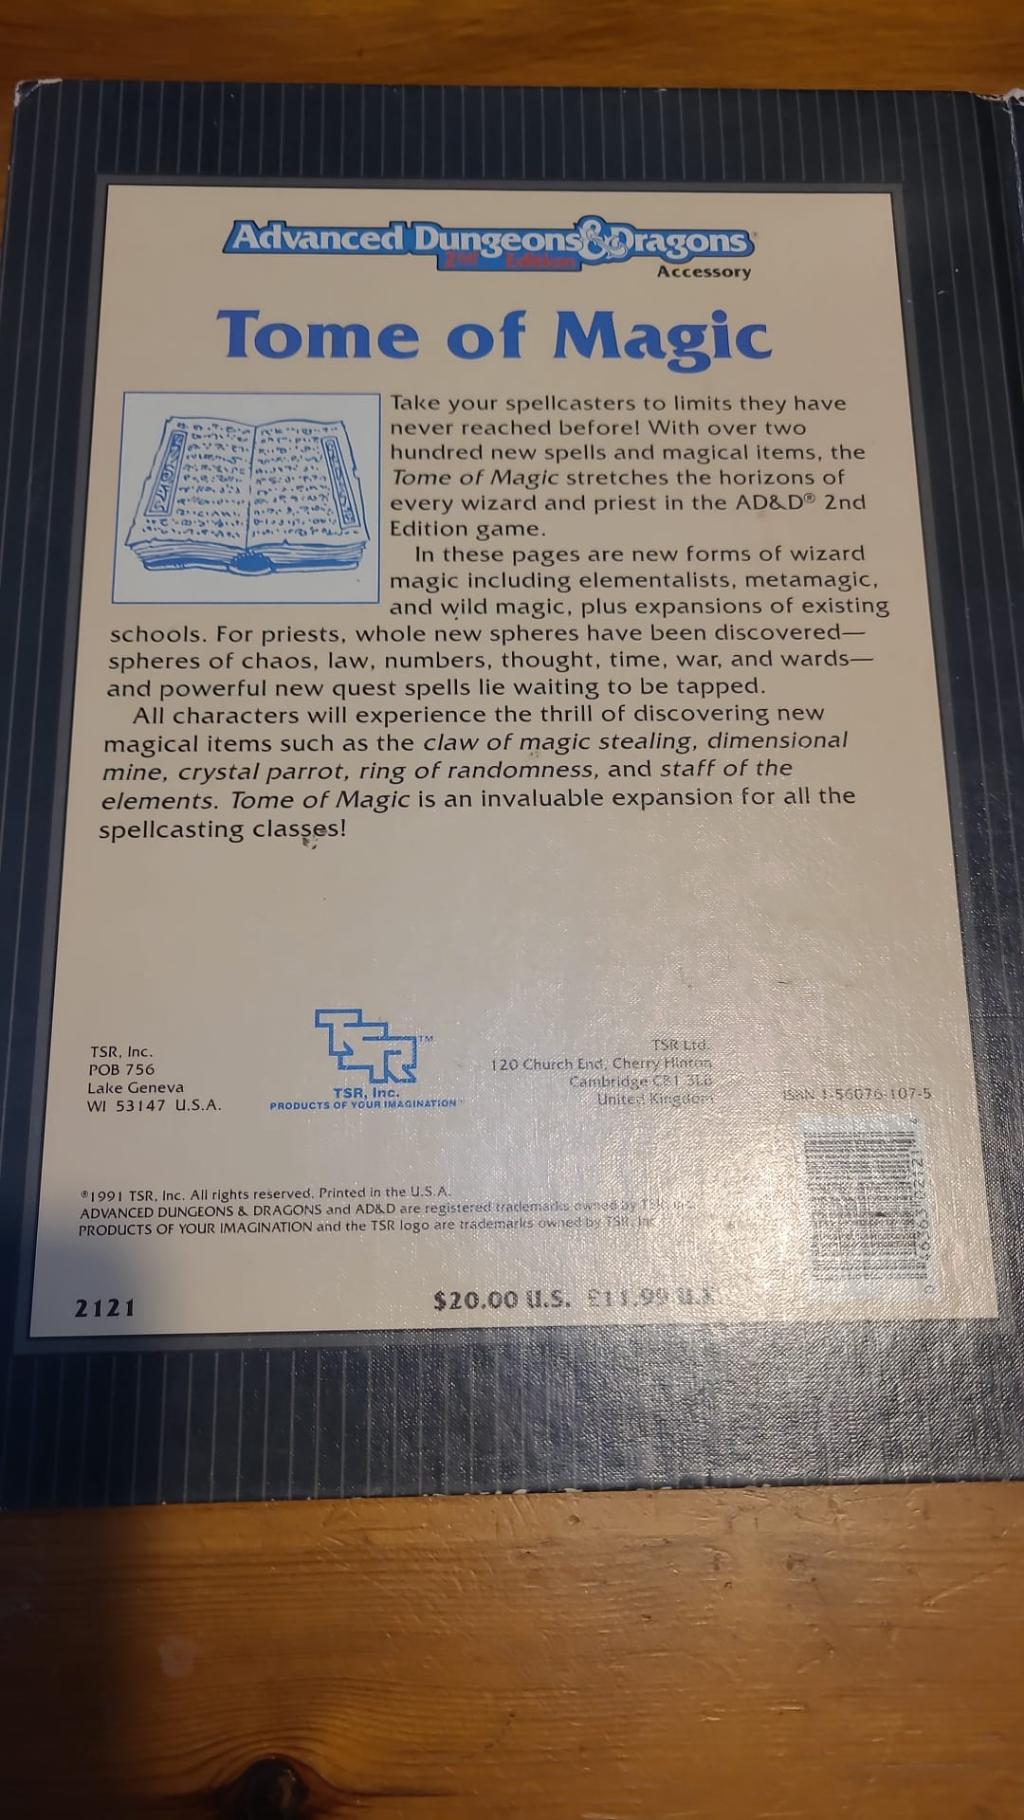 Advanced Dungeons & Dragons®
2nd Edition
Accessory
Tome of Magic
Take your spellcasters to limits they have
never reached before! With over two
hundred new spells and magical items, the
Tome of Magic stretches the horizons of
every wizard and priest in the AD&D® 2nd
Edition game.
In these pages are new forms of wizard
magic including elementalists, metamagic,
and wild magic, plus expansions of existing
schools. For priests, whole new spheres have been discovered—
spheres of chaos, law, numbers, thought, time, war, and wards—
and powerful new quest spells lie waiting to be tapped.
All characters will experience the thrill of discovering new
magical items such as the claw of magic stealing, dimensional
mine, crystal parrot, ring of randomness, and staff of the
elements. Tome of Magic is an invaluable expansion for all the
spellcasting classes!
TSR, Inc.
POB 756
Lake Geneva
WI 53147 U.S.A.
TSR™
TSR, Inc.
PRODUCTS OF YOUR IMAGINATION™
TSR Ltd.
120 Church End, Cherry Hinton
Cambridge CB1 3LB
United Kingdom
ISBN 1-56076-107-5
©1991 TSR, Inc. All rights reserved. Printed in the U.S.A.
ADVANCED DUNGEONS & DRAGONS and AD&D are registered trademarks owned by TSR, Inc.
PRODUCTS OF YOUR IMAGINATION and the TSR logo are trademarks owned by TSR, Inc.
2121
$20.00 U.S. £11.99 U.K.